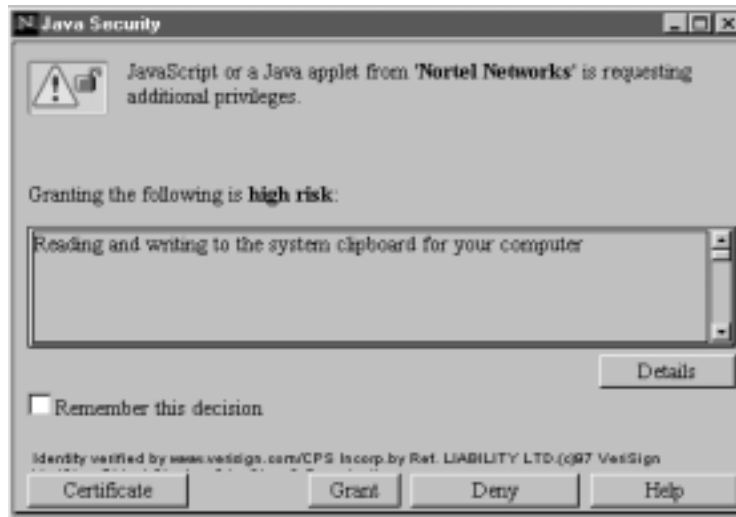 N Java Security
JavaScript or a Java applet from 'Nortel Networks' is requesting
additional privileges.
Granting the following is high risk:
Reading and writing to the system clipboard for your computer
Details
Remember this decision
Identity verified by www.verisign.com/CPS Incorp.by Ref. LIABILITY LTD.(c)97 VeriSign
Certificate
Grant
Deny
Help